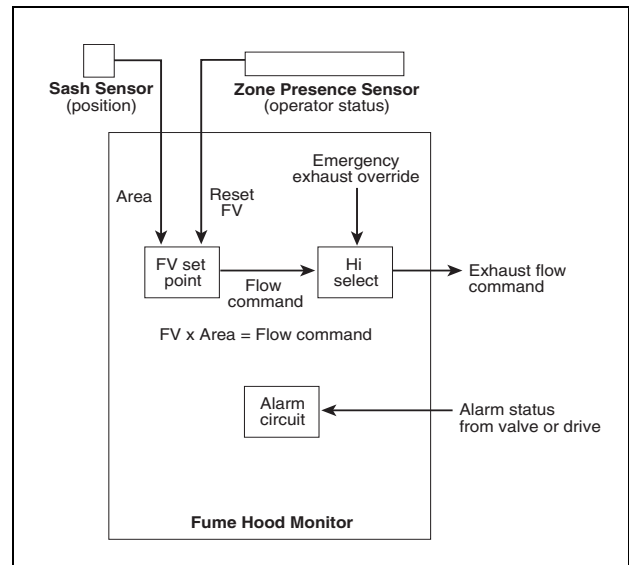 Sash Sensor
(position)
Zone Presence Sensor
(operator status)
Emergency
exhaust override
Area
Reset
FV
FV set
point
Flow
command
Hi
select
Exhaust flow
command
FV x Area = Flow command
Alarm
circuit
Alarm status
from valve or drive
Fume Hood Monitor